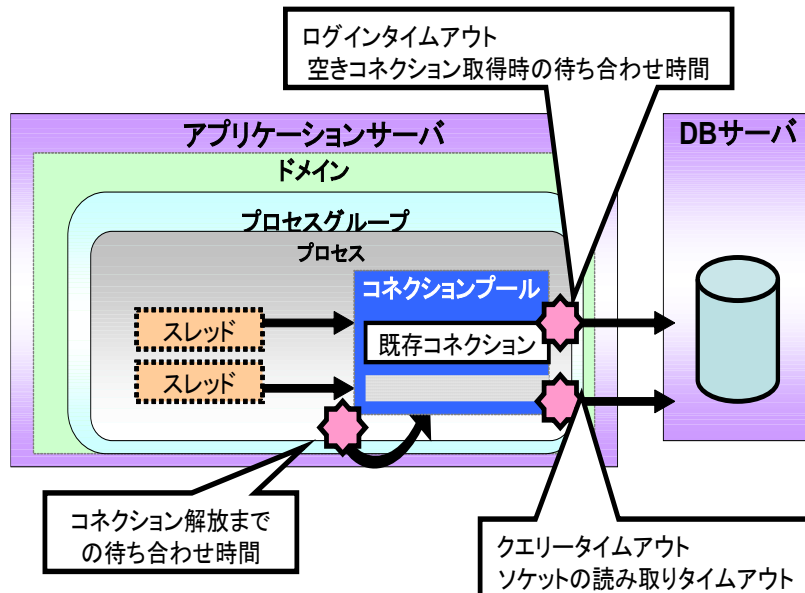 ログインタイムアウト
空きコネクション取得時の待ち合わせ時間
アプリケーションサーバ
DBサーバ
ドメイン
プロセスグループ
プロセス
コネクションプール
スレッド
既存コネクション
スレッド
コネクション解放まで
の待ち合わせ時間
クエリータイムアウト
ソケットの読み取りタイムアウト